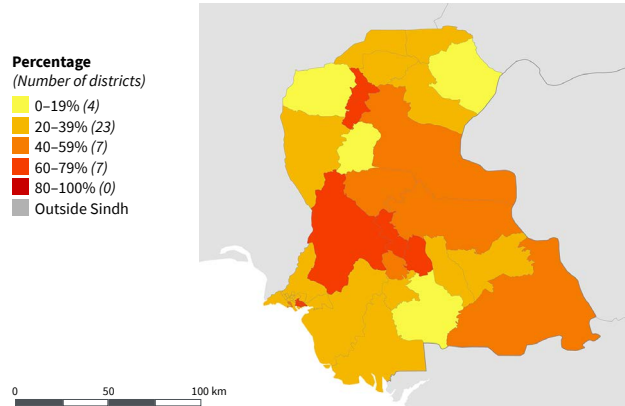 Percentage
(Number of districts)
0–19% (4)
20–39% (23)
40–59% (7)
60–79% (7)
80–100% (0)
Outside Sindh
0 50 100 km